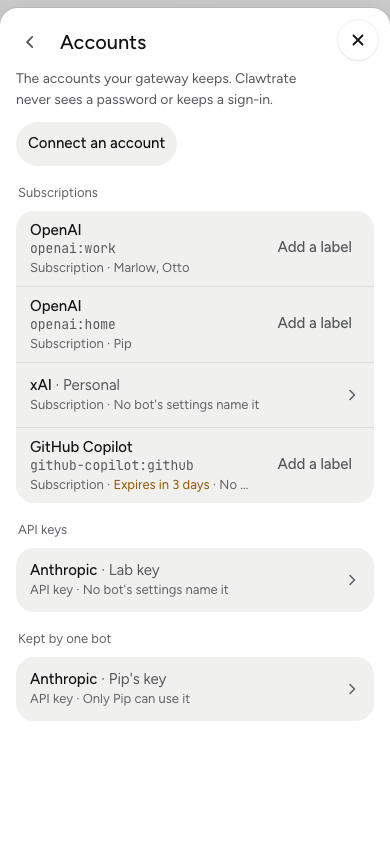 Accounts
The accounts your gateway keeps. Clawtrate
never sees a password or keeps a sign-in.
Connect an account
Subscriptions
OpenAI
openai:work
Subscription · Marlow, Otto
Add a label
OpenAI
openai:home
Subscription · Pip
Add a label
xAI · Personal
Subscription · No bot's settings name it
GitHub Copilot
github-copilot:github
Subscription · Expires in 3 days · No ...
Add a label
API keys
Anthropic · Lab key
API key · No bot's settings name it
Kept by one bot
Anthropic · Pip's key
API key · Only Pip can use it